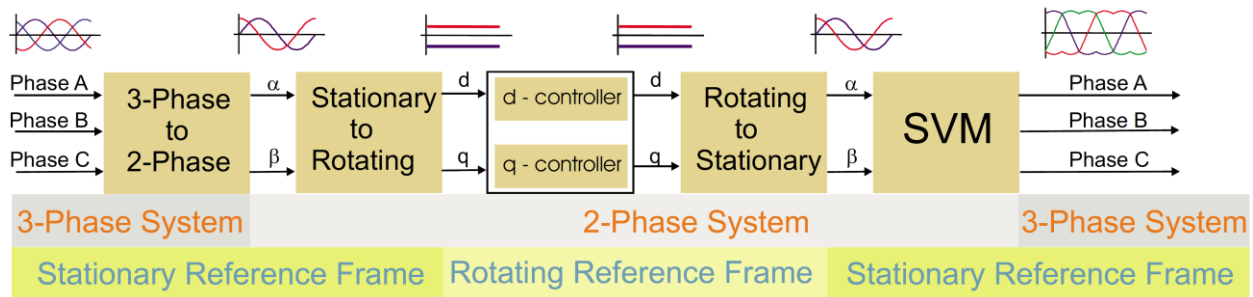 Phase A
Phase B
Phase C
3-Phase
to
2-Phase
α
β
Stationary
to
Rotating
d
q
d - controller
q - controller
d
q
Rotating
to
Stationary
α
β
SVM
Phase A
Phase B
Phase C
3-Phase System
2-Phase System
3-Phase System
Stationary Reference Frame
Rotating Reference Frame
Stationary Reference Frame